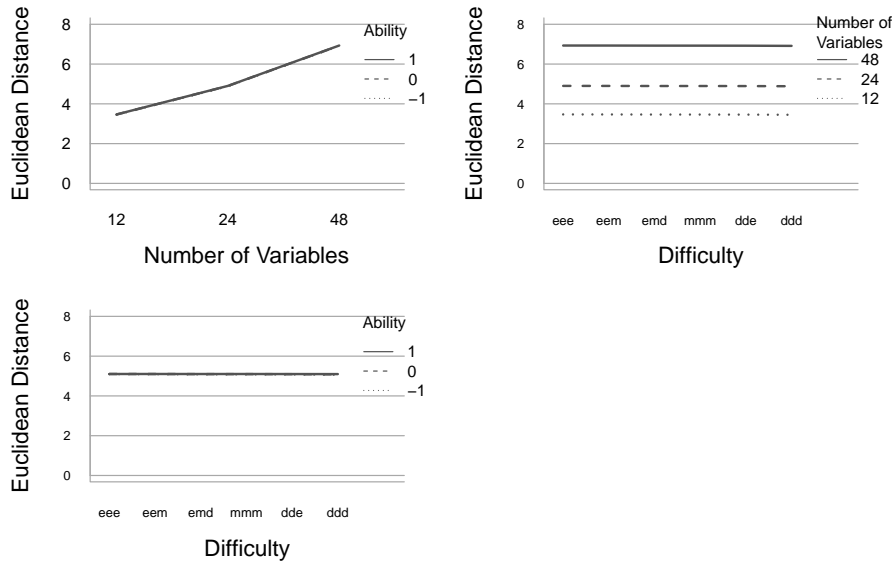 Euclidean Distance
8
6
4
2
0
12
24
48
Number of Variables
Ability
1
0
−1
Euclidean Distance
8
6
4
2
0
eee
eem
emd
mmm
dde
ddd
Difficulty
Number of
Variables
48
24
12
Euclidean Distance
8
6
4
2
0
eee
eem
emd
mmm
dde
ddd
Difficulty
Ability
1
0
−1